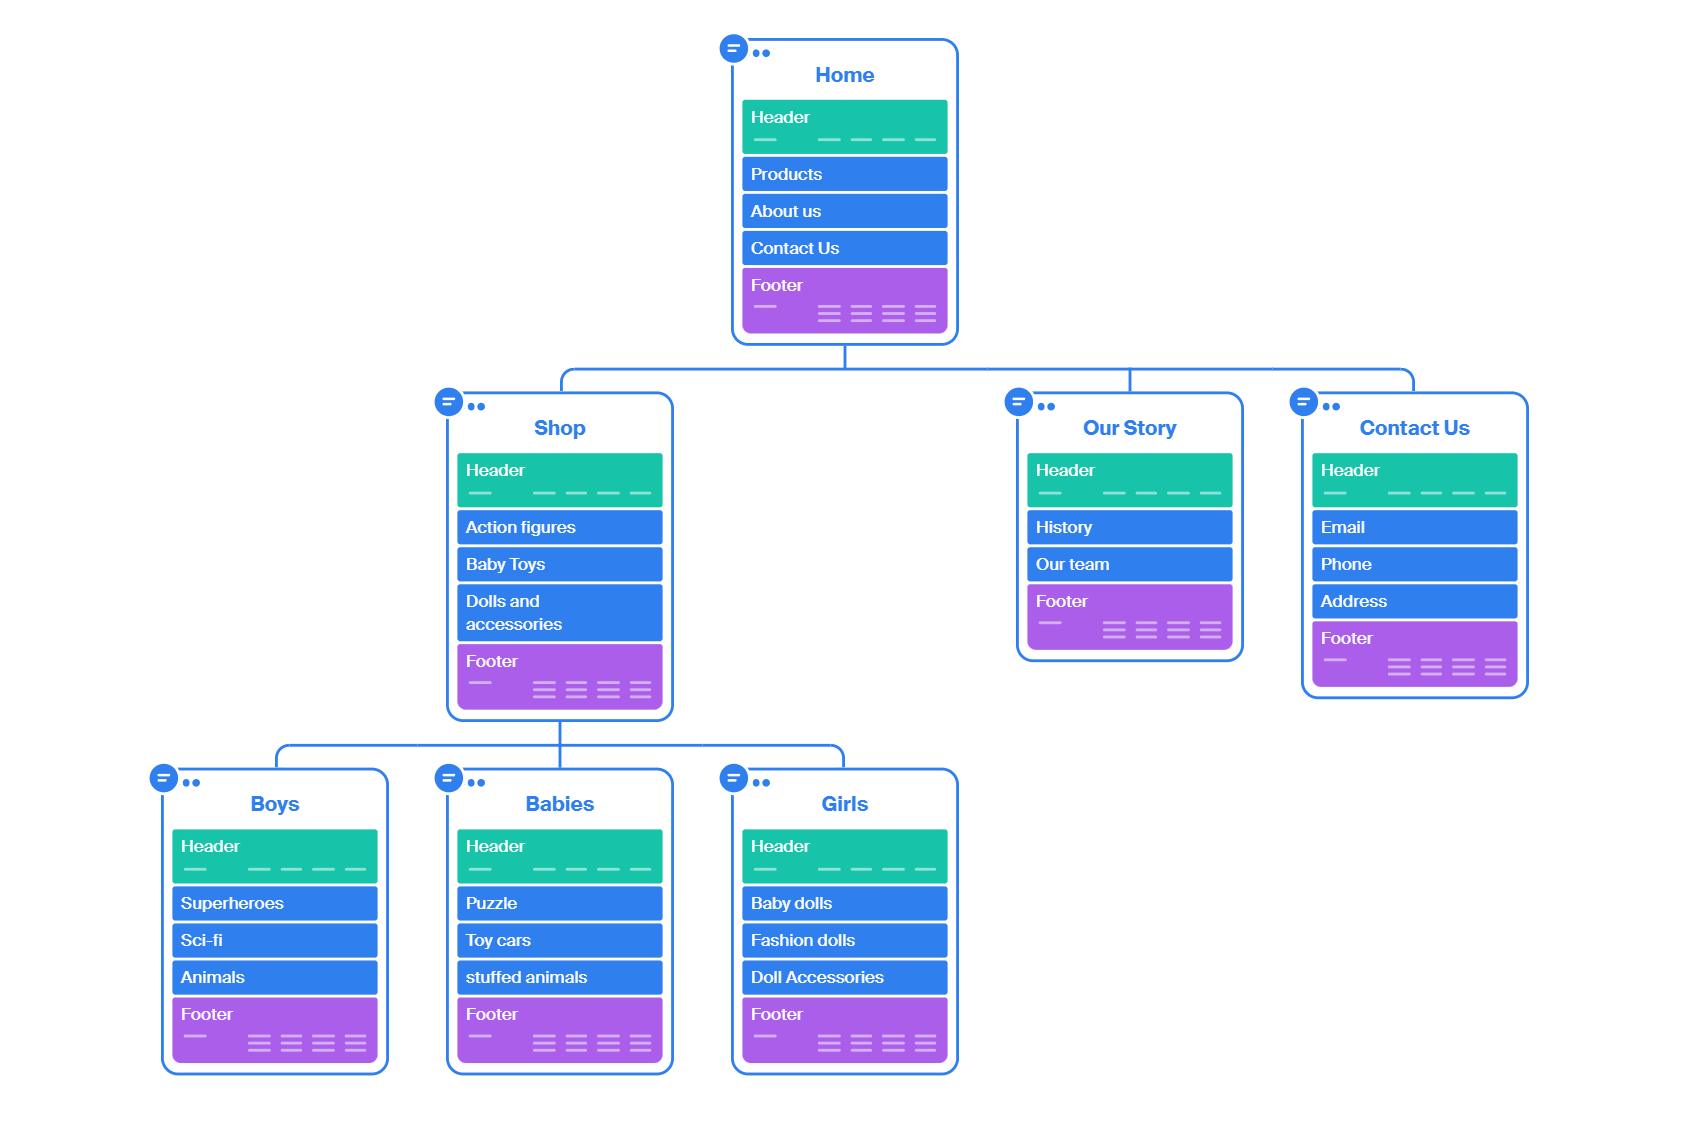 Home
Header
Products
About us
Contact Us
Footer
Shop
Header
Action figures
Baby Toys
Dolls and
accessories
Footer
Our Story
Header
History
Our team
Footer
Contact Us
Header
Email
Phone
Address
Footer
Boys
Header
Superheroes
Sci-fi
Animals
Footer
Babies
Header
Puzzle
Toy cars
stuffed animals
Footer
Girls
Header
Baby dolls
Fashion dolls
Doll Accessories
Footer